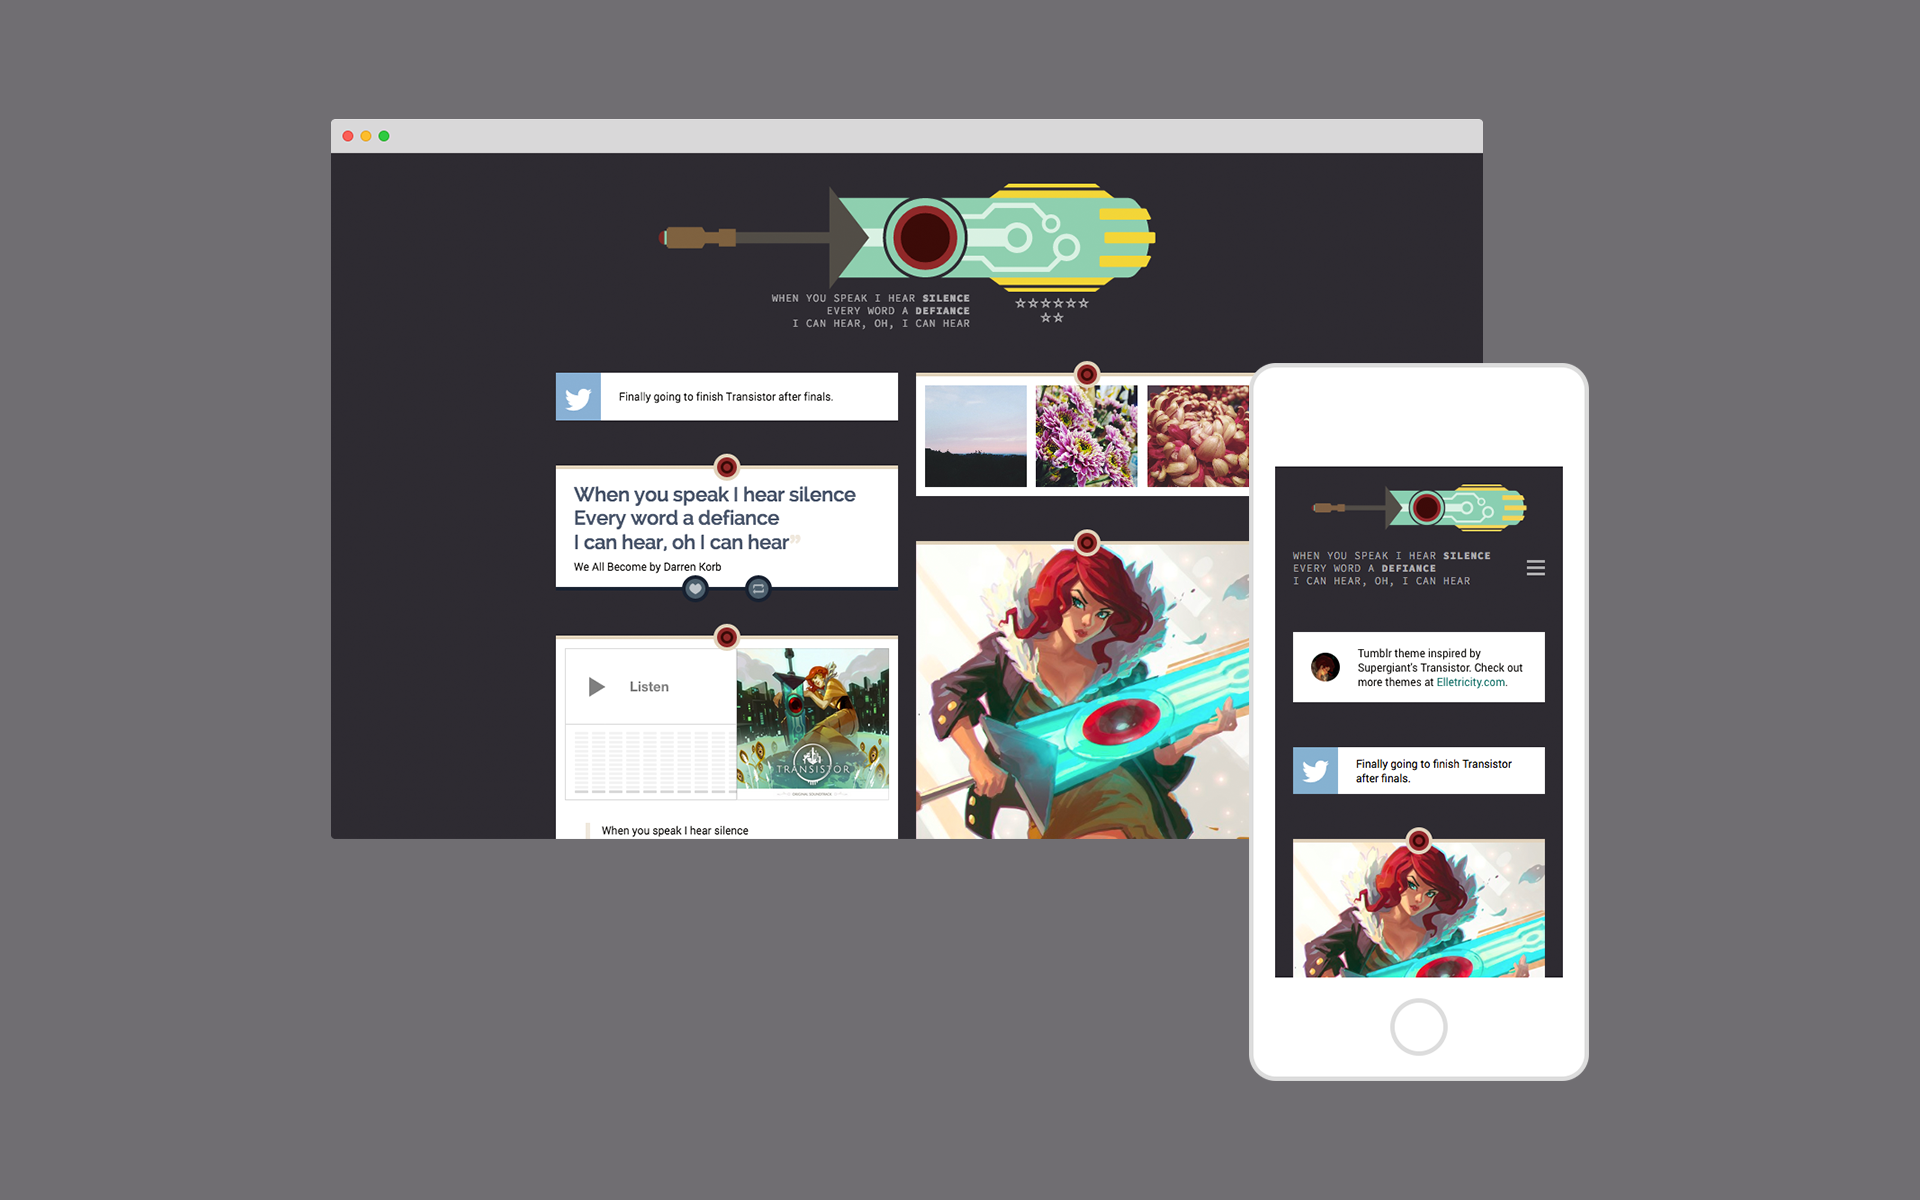 WHEN YOU SPEAK I HEAR SILENCE
EVERY WORD A DEFIANCE
I CAN HEAR, OH, I CAN HEAR
Finally going to finish Transistor after finals.
When you speak I hear silence
Every word a defiance
I can hear, oh I can hear”
We All Become by Darren Korb
Listen
TRANSISTOR
ORIGINAL SOUNDTRACK
When you speak I hear silence
WHEN YOU SPEAK I HEAR SILENCE
EVERY WORD A DEFIANCE
I CAN HEAR, OH, I CAN HEAR
Tumblr theme inspired by
Supergiant's Transistor. Check out
more themes at Elletricity.com.
Finally going to finish Transistor
after finals.